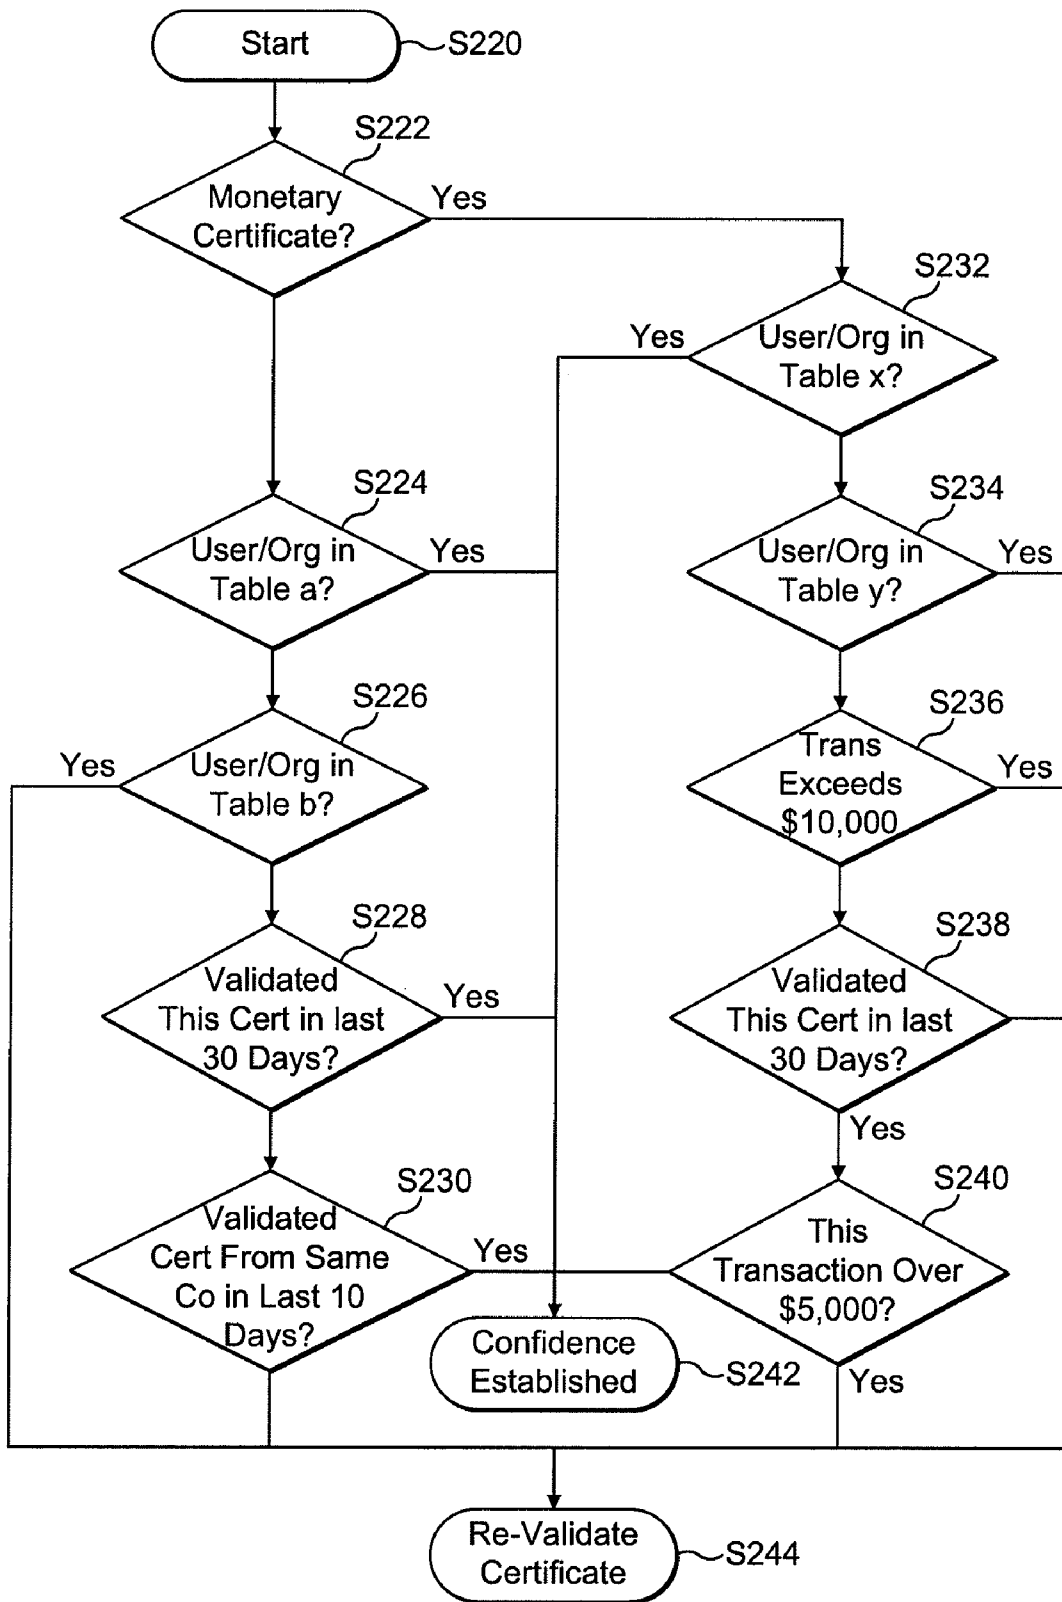 Start
S220
S222
Monetary
Certificate?
Yes
S232
User/Org in
Table x?
Yes
S224
User/Org in
Table a?
Yes
S234
User/Org in
Table y?
Yes
S226
User/Org in
Table b?
Yes
S236
Trans
Exceeds
$10,000
Yes
S228
Validated
This Cert in last
30 Days?
Yes
S238
Validated
This Cert in last
30 Days?
Yes
S230
Validated
Cert From Same
Co in Last 10
Days?
Yes
S240
This
Transaction Over
$5,000?
Yes
Confidence
Established
S242
Re-Validate
Certificate
S244